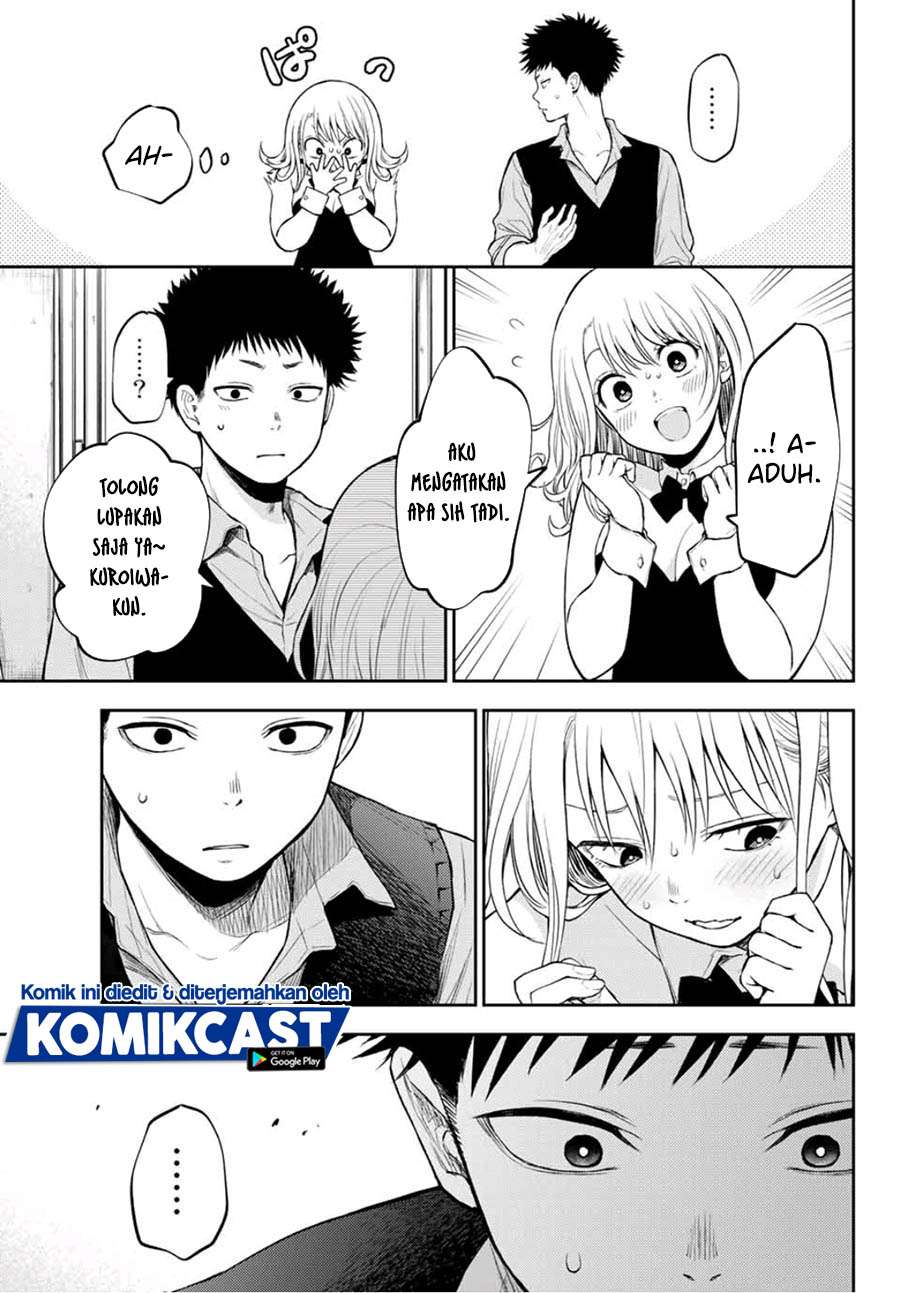 ……
ぱっ
AH-
..! A-
ADUH.
AKU
MENGATAKAN
APA SIH TADI.
……?
TOLONG
LUPAKAN
SAJA YA~
KUROIWA-
KUN.
Komik ini diedit & diterjemahkan oleh
KOMIKCAST
GET IT ON
Google Play
……